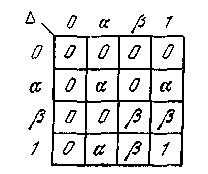 Δ 0 α β 1
0 0 0 0 0
α 0 α 0 α
β 0 0 β β
1 0 α β 1